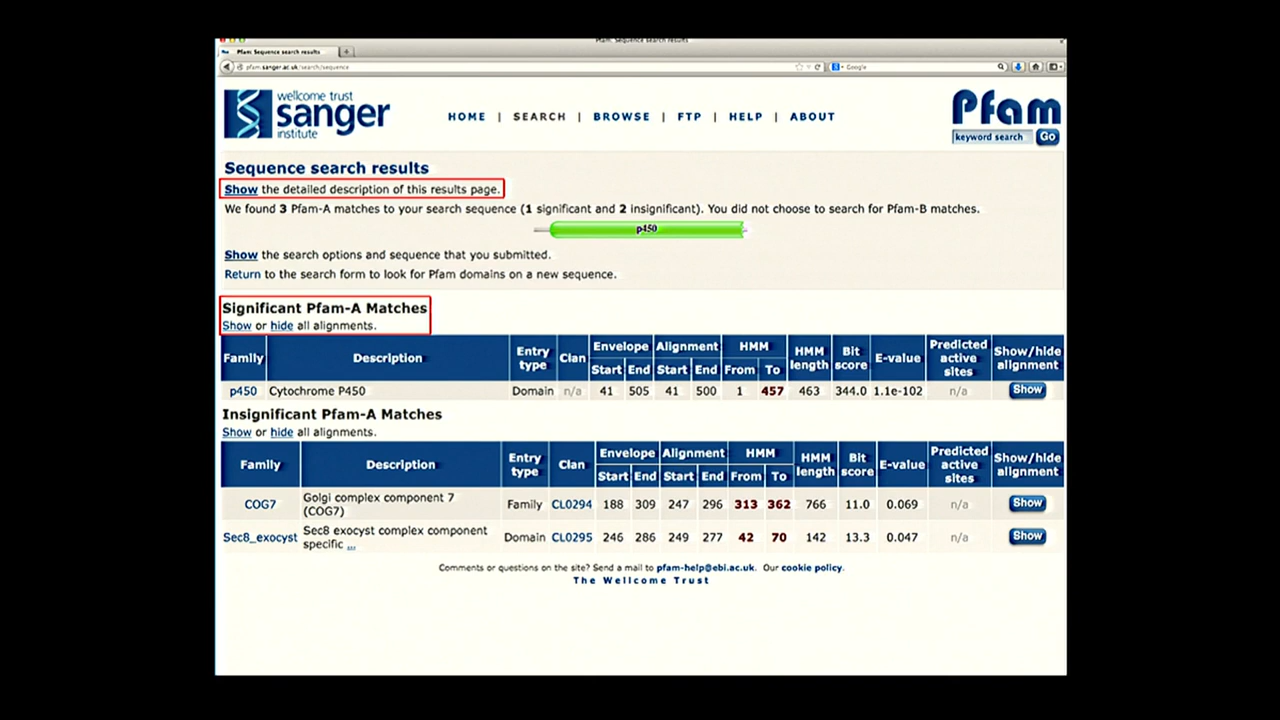 Pfam: Sequence search results
Pfam: Sequence search results
pfam.sanger.ac.uk/search/sequence
Google
wellcome trust
sanger
institute
HOME | SEARCH | BROWSE | FTP | HELP | ABOUT
Pfam
keyword search Go
Sequence search results
Show the detailed description of this results page.
We found 3 Pfam-A matches to your search sequence (1 significant and 2 insignificant). You did not choose to search for Pfam-B matches.
p450
Show the search options and sequence that you submitted.
Return to the search form to look for Pfam domains on a new sequence.
Significant Pfam-A Matches
Show or hide all alignments.
Family Description Entry type Clan Envelope Start End Alignment Start End HMM From To HMM length Bit score E-value Predicted active sites Show/hide alignment
p450 Cytochrome P450 Domain n/a 41 505 41 500 1 457 463 344.0 1.1e-102 n/a Show
Insignificant Pfam-A Matches
Show or hide all alignments.
Family Description Entry type Clan Envelope Start End Alignment Start End HMM From To HMM length Bit score E-value Predicted active sites Show/hide alignment
COG7 Golgi complex component 7 (COG7) Family CL0294 188 309 247 296 313 362 766 11.0 0.069 n/a Show
Sec8_exocyst Sec8 exocyst complex component specific ... Domain CL0295 246 286 249 277 42 70 142 13.3 0.047 n/a Show
Comments or questions on the site? Send a mail to pfam-help@ebi.ac.uk. Our cookie policy.
The Wellcome Trust